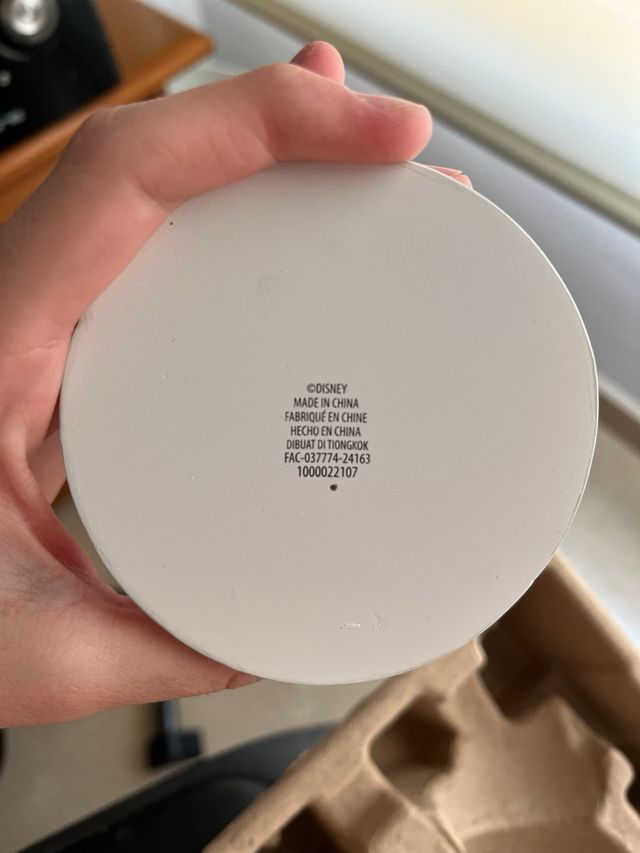 ©DISNEY
MADE IN CHINA
FABRIQUÉ EN CHINE
HECHO EN CHINA
DIBUAT DI TIONGKOK
FAC-037774-24163
1000022107